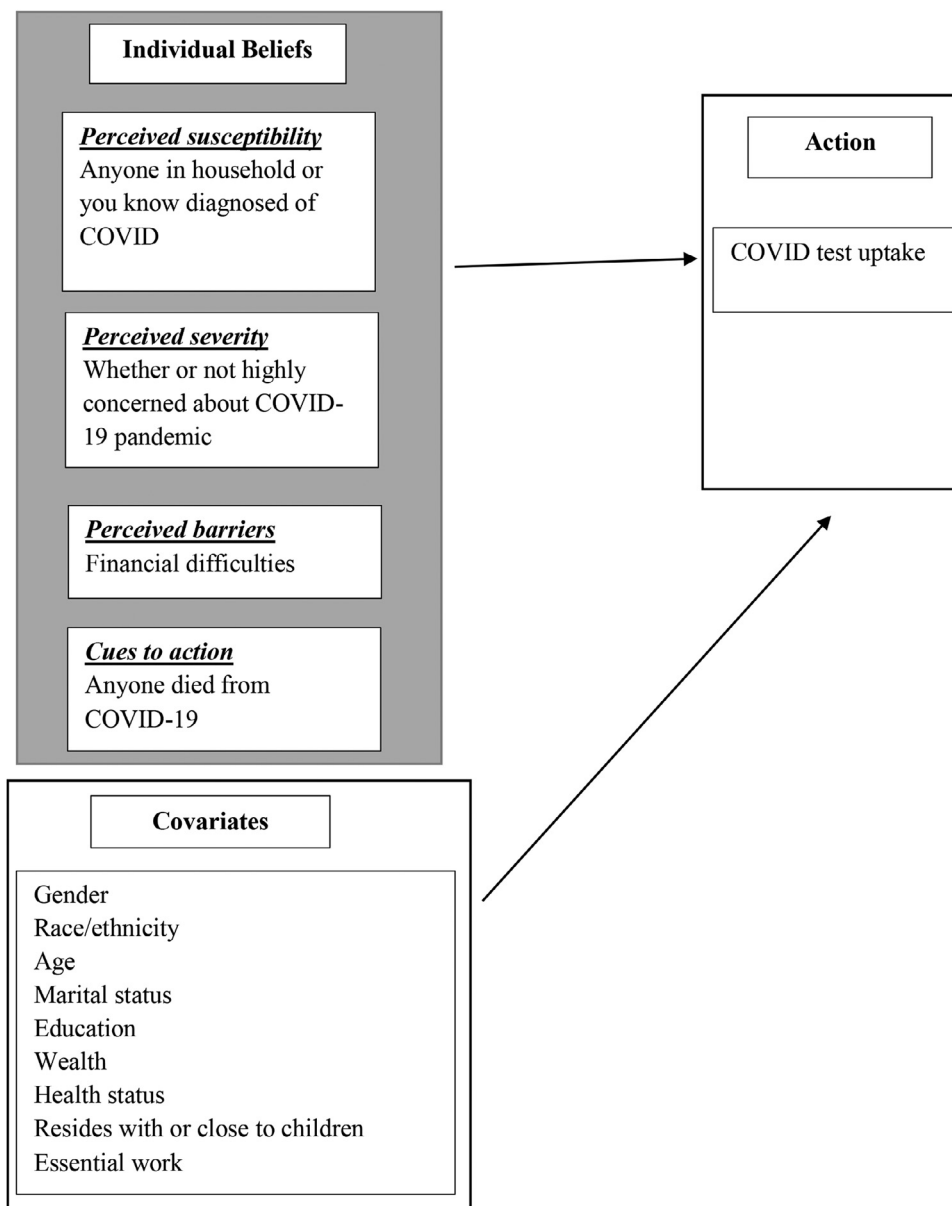 Individual Beliefs
Perceived susceptibility
Anyone in household or
you know diagnosed of
COVID
Perceived severity
Whether or not highly
concerned about COVID-
19 pandemic
Perceived barriers
Financial difficulties
Cues to action
Anyone died from
COVID-19
Action
COVID test uptake
Covariates
Gender
Race/ethnicity
Age
Marital status
Education
Wealth
Health status
Resides with or close to children
Essential work